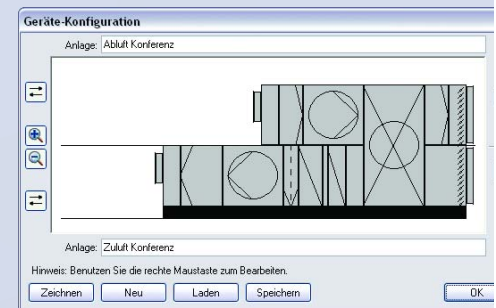 Geräte-Konfiguration
Anlage: Abluft Konferenz
Anlage: Zuluft Konferenz
Hinweis: Benutzen Sie die rechte Maustaste zum Bearbeiten.
Zeichnen Neu Laden Speichern OK